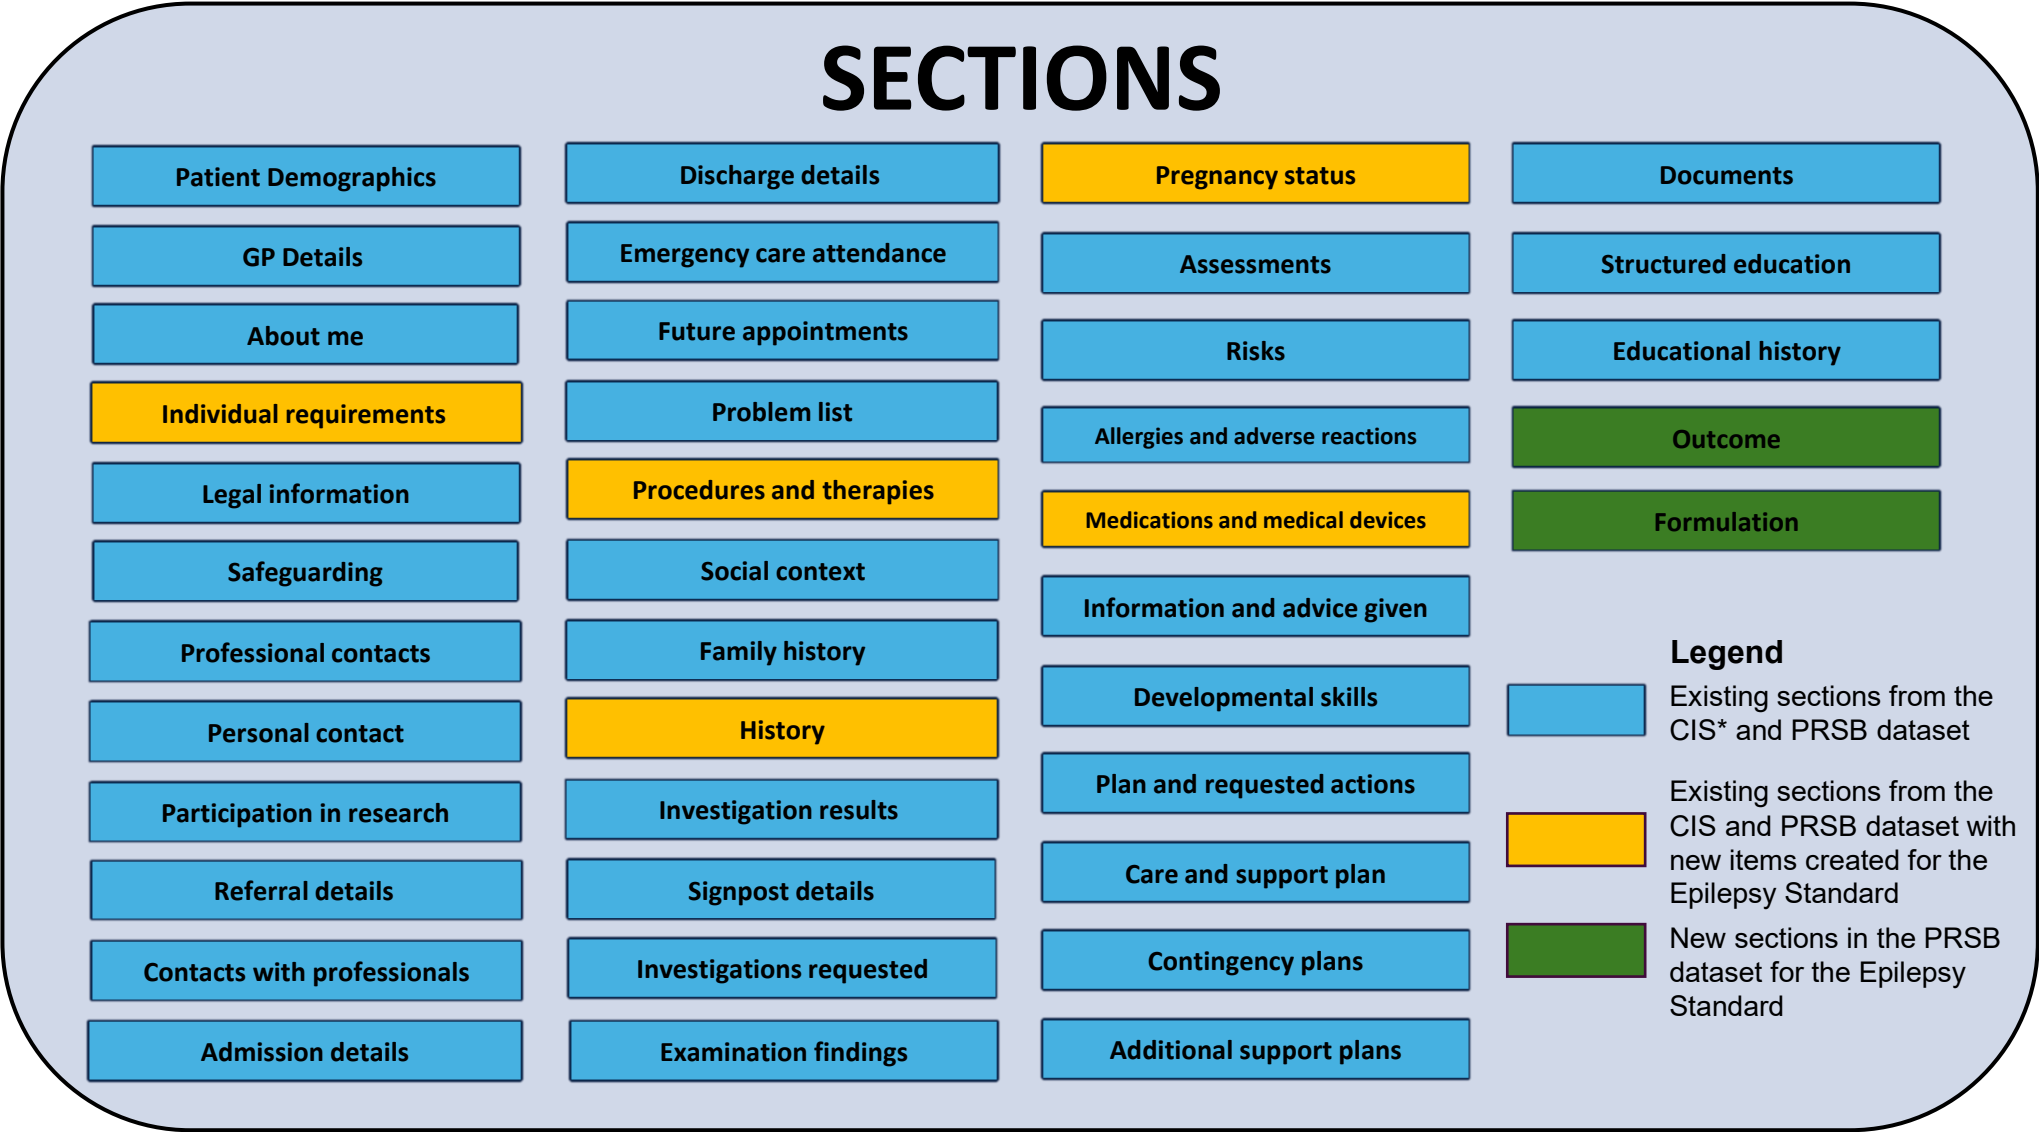 SECTIONS
Patient Demographics
GP Details
About me
Individual requirements
Legal information
Safeguarding
Professional contacts
Personal contact
Participation in research
Referral details
Contacts with professionals
Admission details
Discharge details
Emergency care attendance
Future appointments
Problem list
Procedures and therapies
Social context
Family history
History
Investigation results
Signpost details
Investigations requested
Examination findings
Pregnancy status
Assessments
Risks
Allergies and adverse reactions
Medications and medical devices
Information and advice given
Developmental skills
Plan and requested actions
Care and support plan
Contingency plans
Additional support plans
Documents
Structured education
Educational history
Outcome
Formulation
Legend
Existing sections from the
CIS* and PRSB dataset
Existing sections from the
CIS and PRSB dataset with
new items created for the
Epilepsy Standard
New sections in the PRSB
dataset for the Epilepsy
Standard